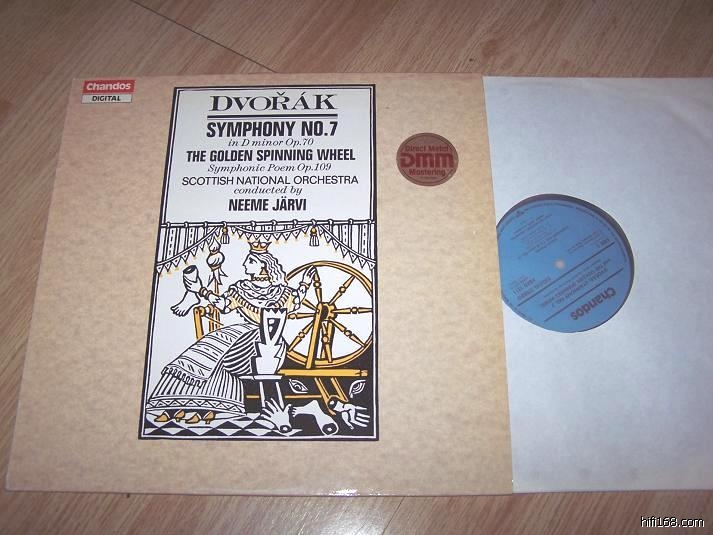 Chandos
DIGITAL
DVOŘÁK
SYMPHONY NO.7
in D minor Op.70
THE GOLDEN SPINNING WHEEL
Symphonic Poem Op.109
SCOTTISH NATIONAL ORCHESTRA
conducted by
NEEME JÄRVI
Direct Metal
DMM
Mastering
Chandos
hifi168.com